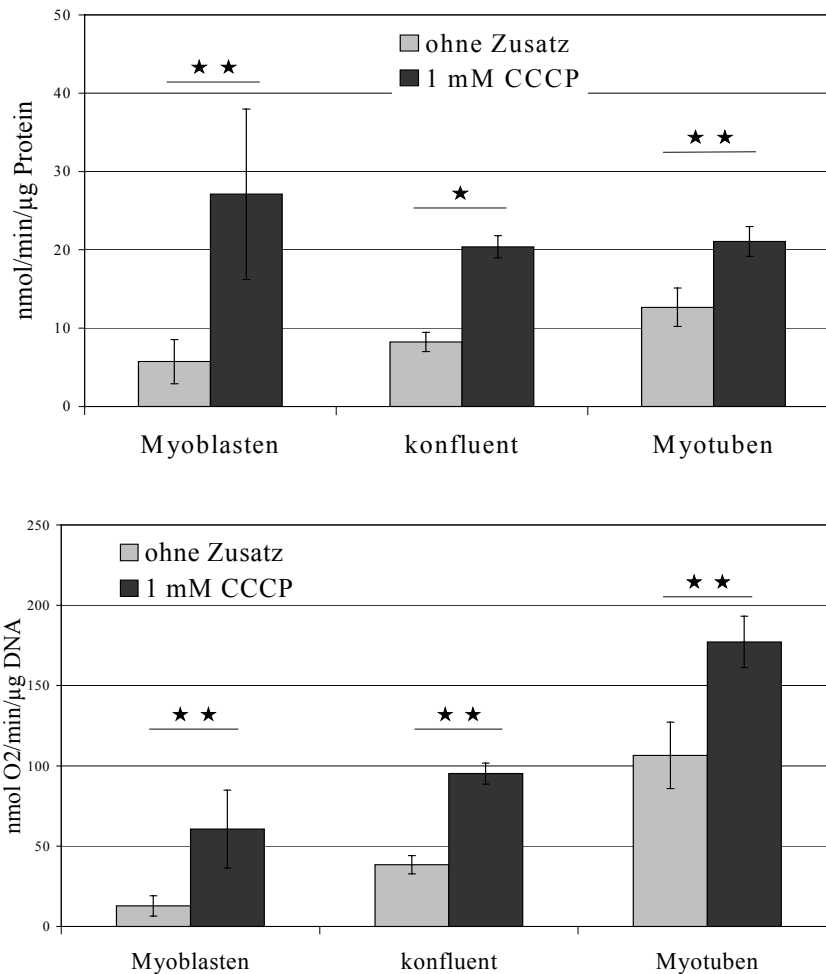 50
40
30
20
10
0
nmol/min/µg Protein
ohne Zusatz
1 mM CCCP
★ ★
★
★ ★
Myoblasten konfluent Myotuben
250
200
150
100
50
0
nmol O2/min/µg DNA
ohne Zusatz
1 mM CCCP
★ ★
★ ★
★ ★
Myoblasten konfluent Myotuben